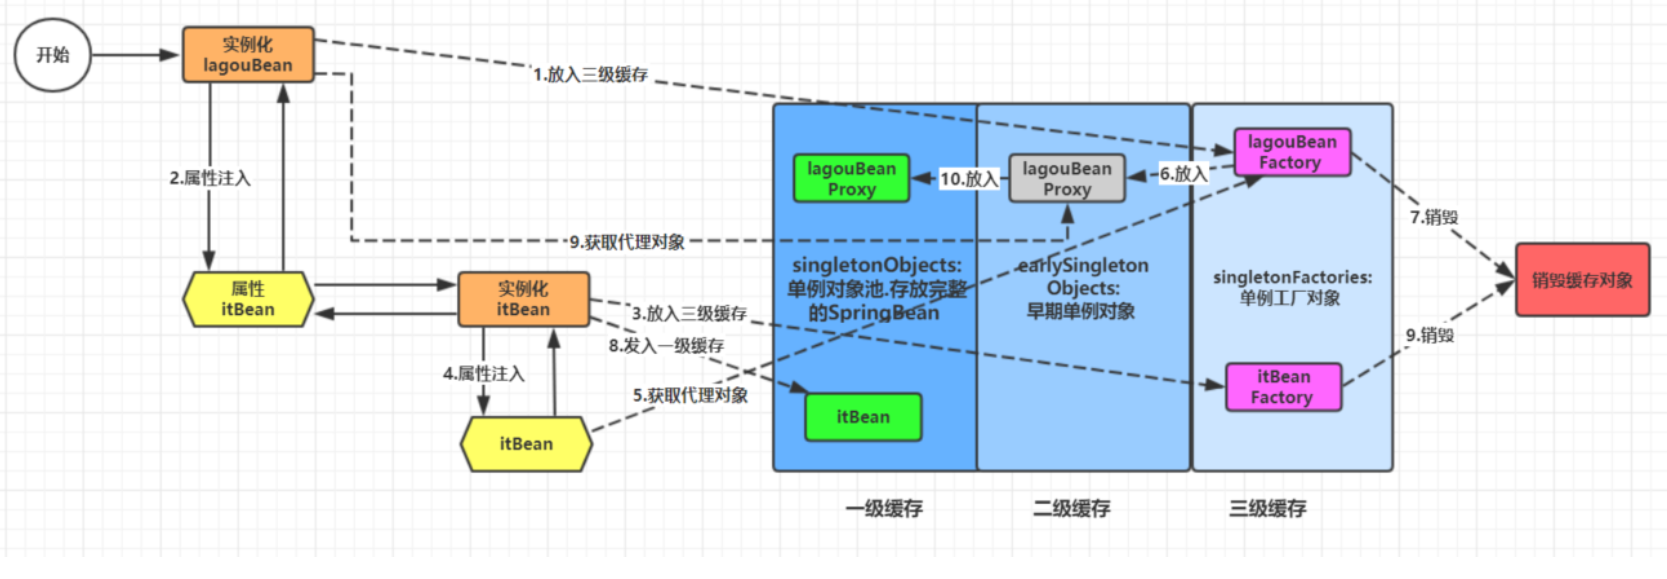 开始
实例化
lagouBean
1.放入三级缓存
2.属性注入
属性
itBean
实例化
itBean
3.放入三级缓存
8.发入一级缓存
4.属性注入
5.获取代理对象
itBean
9.获取代理对象
lagouBean
Proxy
10.放入
lagouBean
Proxy
6.放入
lagouBean
Factory
7.销毁
singletonObjects:
单例对象池.存放完整
的SpringBean
earlySingleton
Objects:
早期单例对象
singletonFactories:
单例工厂对象
销毁缓存对象
9.销毁
itBean
itBean
Factory
一级缓存
二级缓存
三级缓存